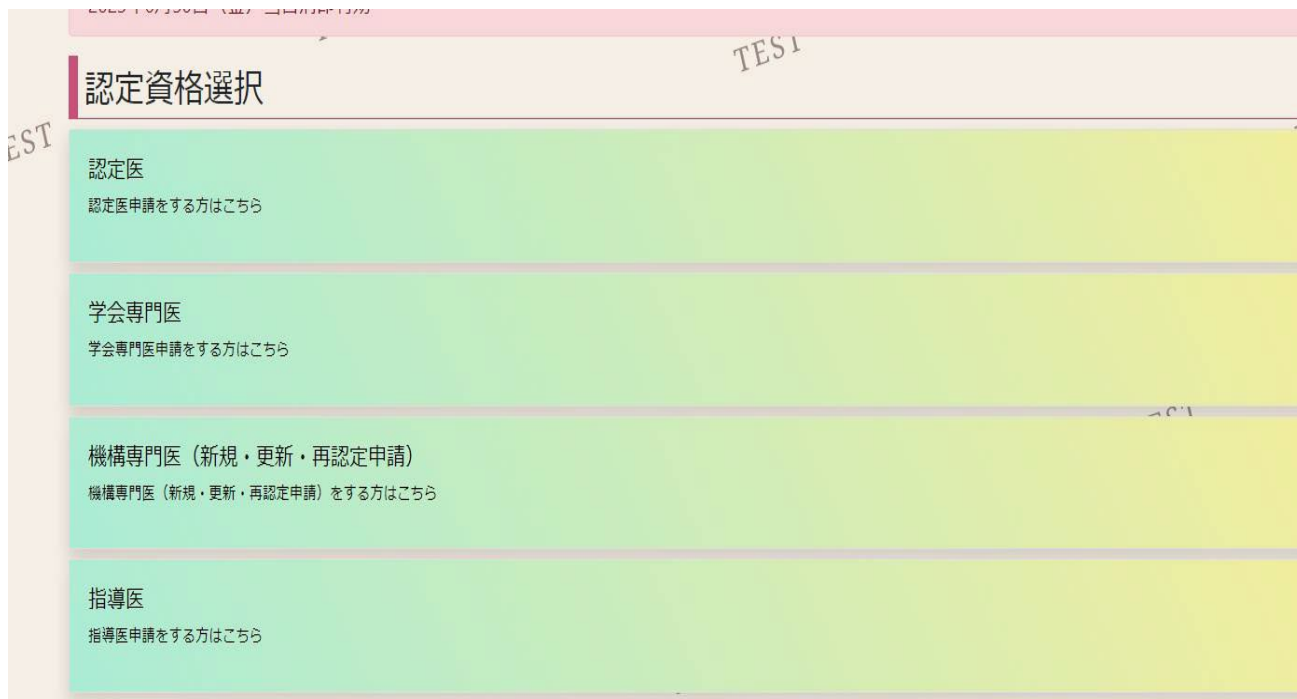 TEST
認定資格選択
EST
認定医
認定医申請をする方はこちら
学会専門医
学会専門医申請をする方はこちら
機構専門医（新規・更新・再認定申請）
機構専門医（新規・更新・再認定申請）をする方はこちら
指導医
指導医申請をする方はこちら